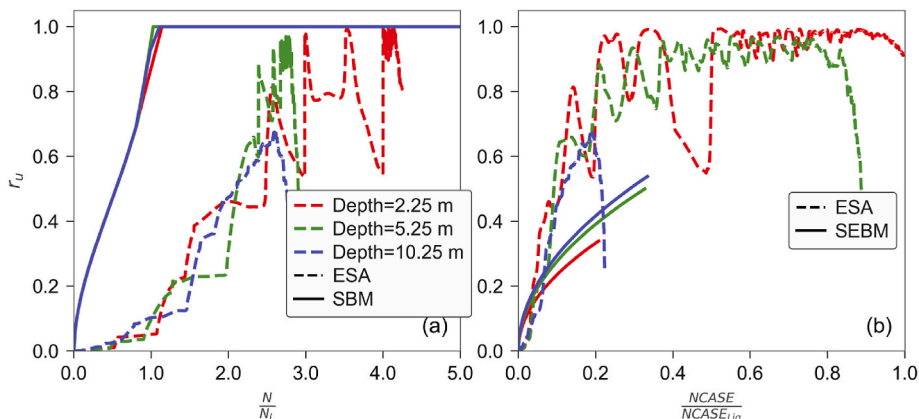 1.0
0.8
0.6
0.4
0.2
0.0
r_u
0.0 1.0 2.0 3.0 4.0 5.0
N
N_L
Depth=2.25 m
Depth=5.25 m
Depth=10.25 m
ESA
SBM
(a)
1.0
0.8
0.6
0.4
0.2
0.0
0.0 0.2 0.4 0.6 0.8 1.0
NCASE
NCASE_Liq
ESA
SEBM
(b)